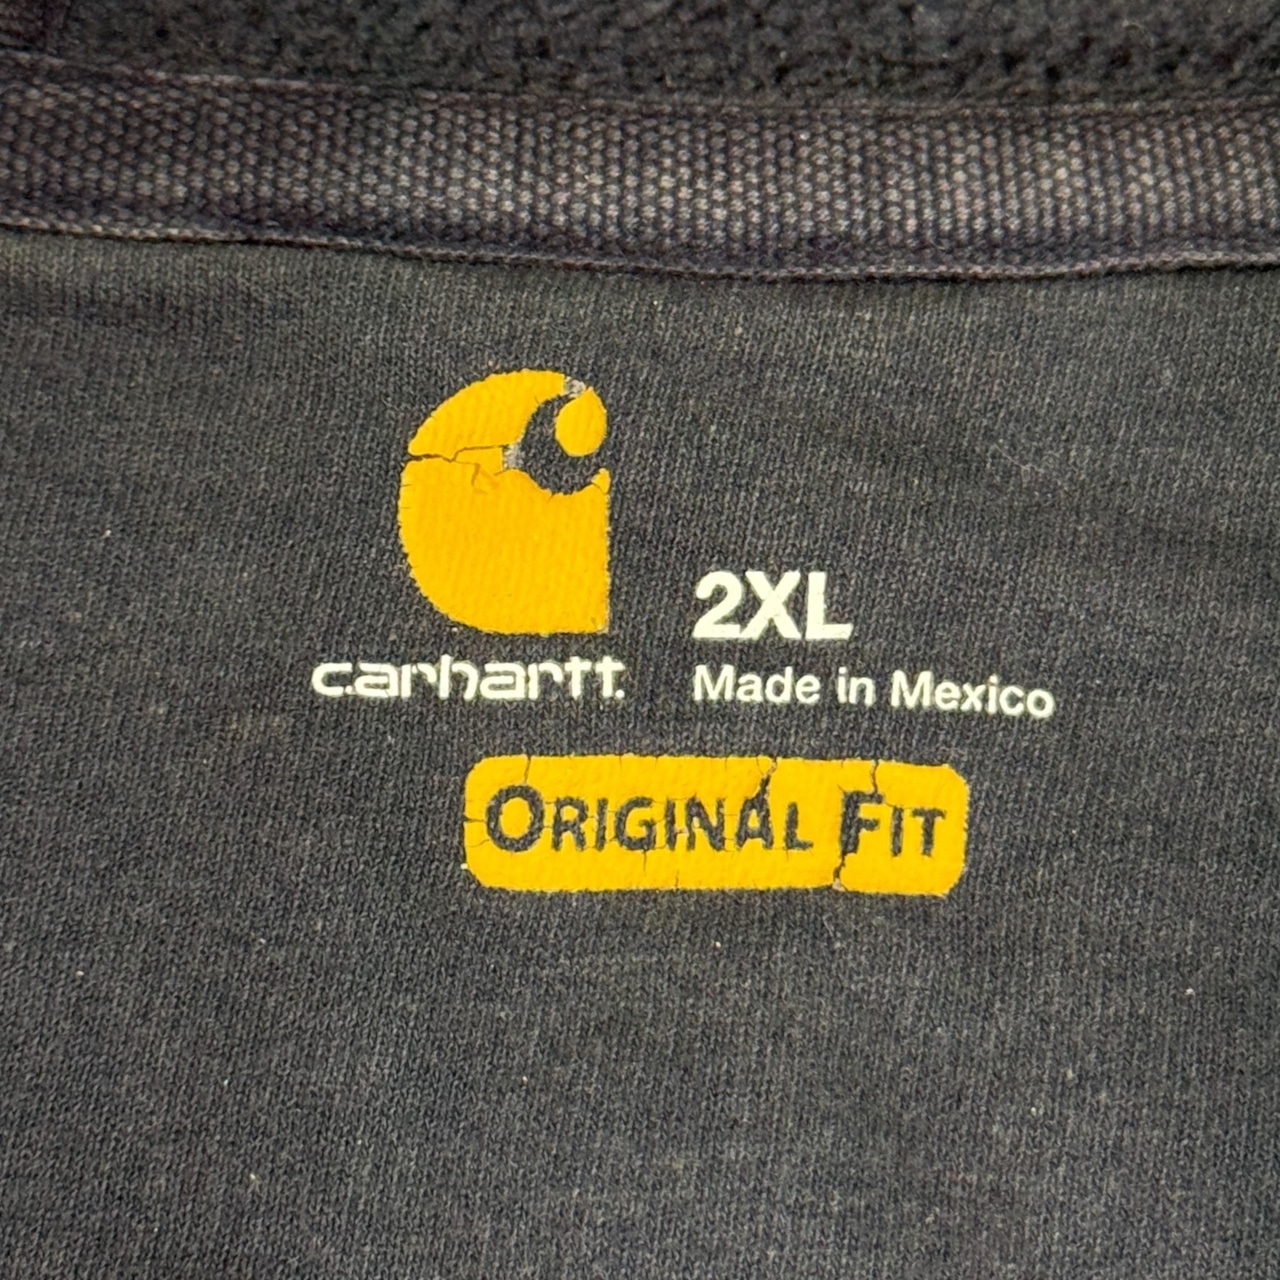 carhartt.
2XL
Made in Mexico
ORIGINAL FIT